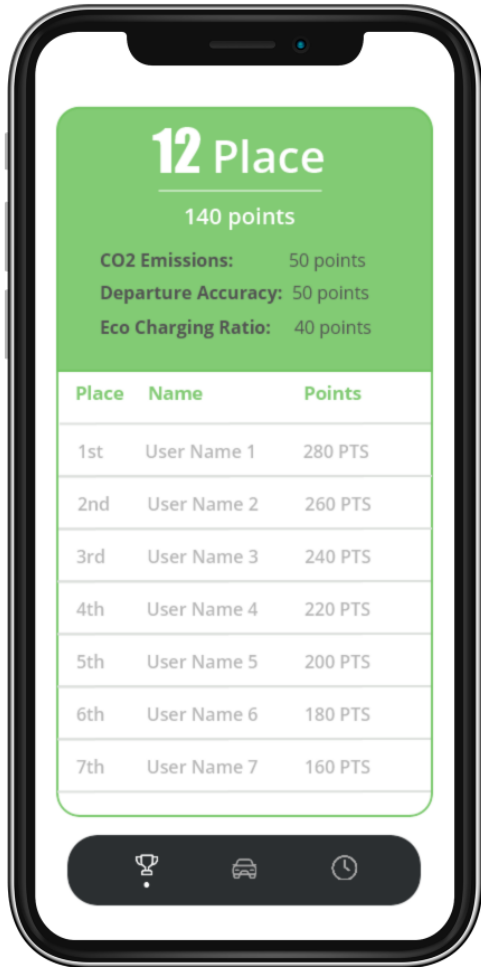 12 Place
140 points
CO2 Emissions: 50 points
Departure Accuracy: 50 points
Eco Charging Ratio: 40 points
Place Name Points
1st User Name 1 280 PTS
2nd User Name 2 260 PTS
3rd User Name 3 240 PTS
4th User Name 4 220 PTS
5th User Name 5 200 PTS
6th User Name 6 180 PTS
7th User Name 7 160 PTS